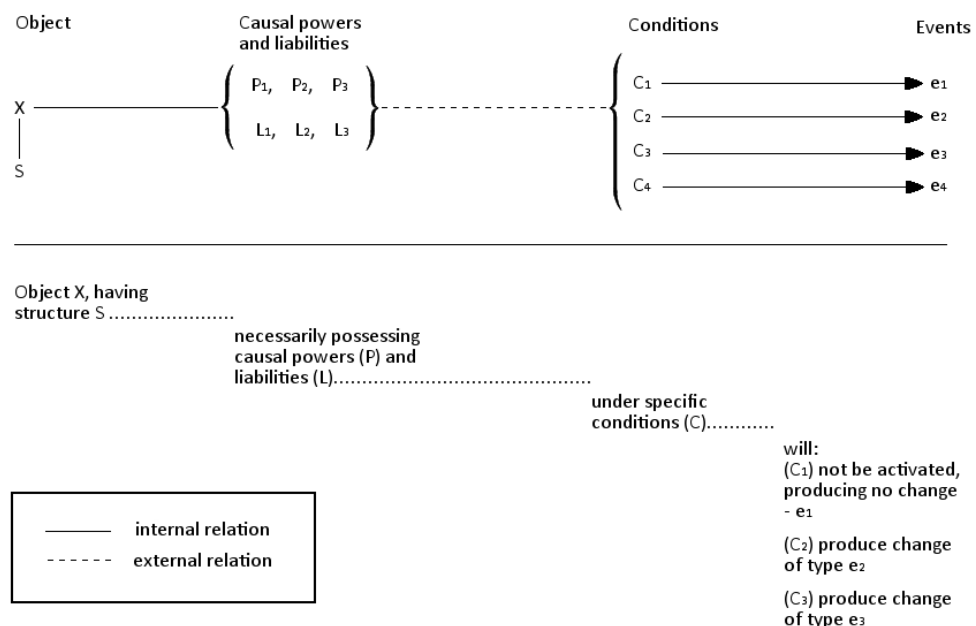 Object
Causal powers
and liabilities
Conditions
Events
P₁, P₂, P₃
L₁, L₂, L₃
X
S
C₁ e₁
C₂ e₂
C₃ e₃
C₄ e₄
Object X, having
structure S ......................
necessarily possessing
causal powers (P) and
liabilities (L).............................................
under specific
conditions (C)............
will:
(C₁) not be activated,
producing no change
- e₁
(C₂) produce change
of type e₂
(C₃) produce change
of type e₃
internal relation
external relation